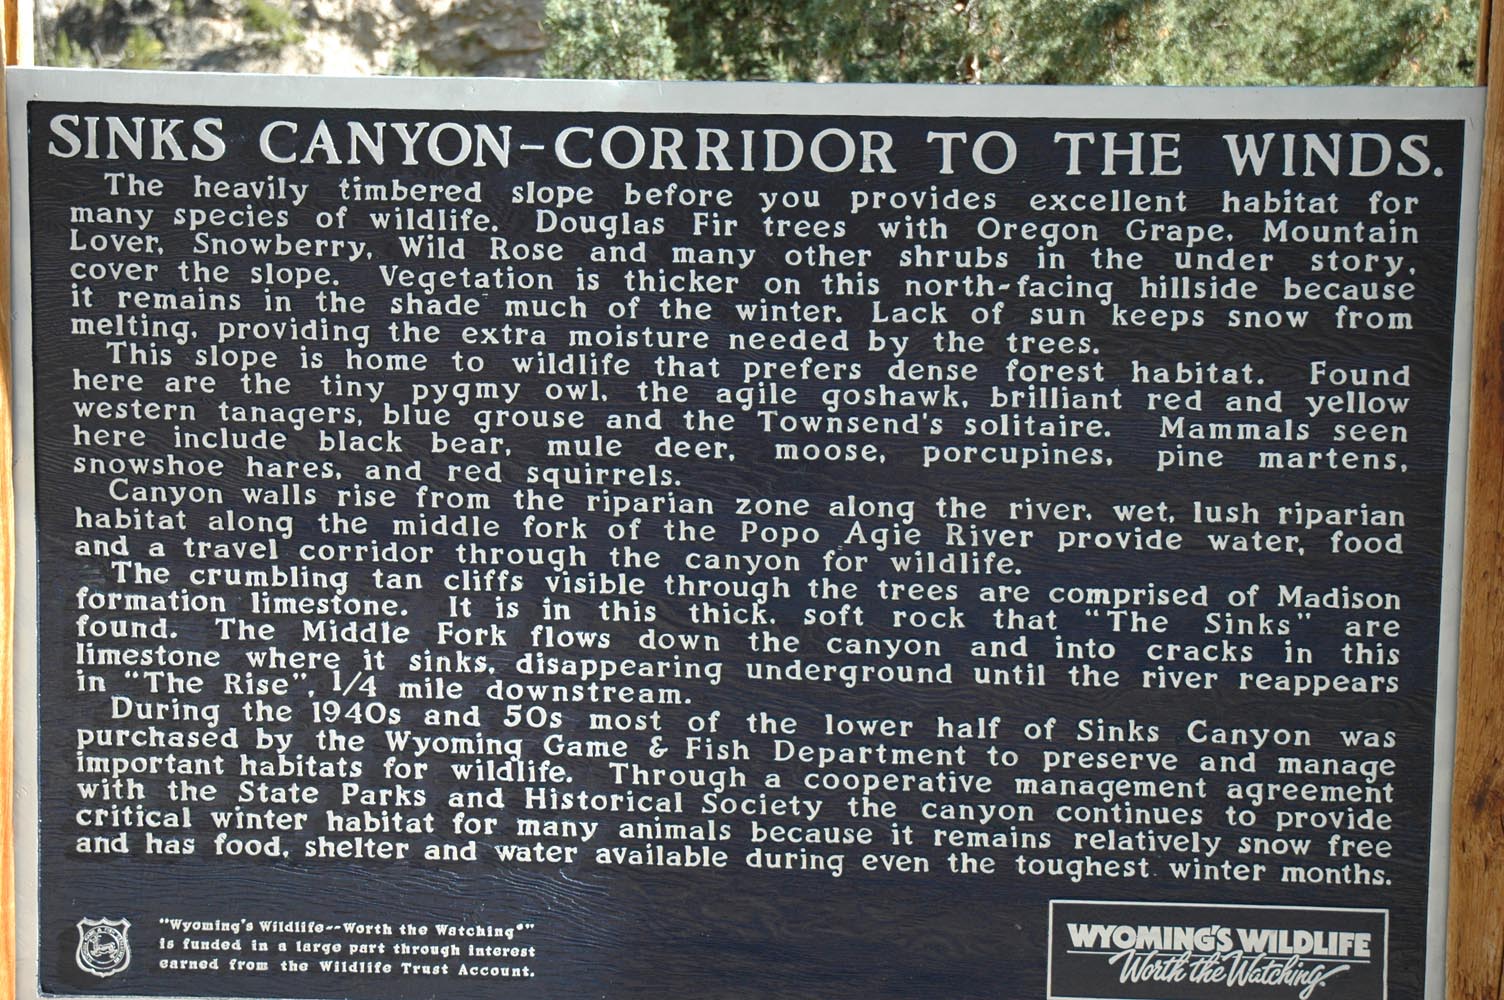 SINKS CANYON-CORRIDOR TO THE WINDS.
The heavily timbered slope before you provides excellent habitat for
many species of wildlife. Douglas Fir trees with Oregon Grape, Mountain
Lover, Snowberry, Wild Rose and many other shrubs in the under story,
cover the slope. Vegetation is thicker on this north-facing hillside because
it remains in the shade much of the winter. Lack of sun keeps snow from
melting, providing the extra moisture needed by the trees.
This slope is home to wildlife that prefers dense forest habitat. Found
here are the tiny pygmy owl, the agile goshawk, brilliant red and yellow
western tanagers, blue grouse and the Townsend's solitaire. Mammals seen
here include black bear, mule deer, moose, porcupines, pine martens,
snowshoe hares, and red squirrels.
Canyon walls rise from the riparian zone along the river, wet, lush riparian
habitat along the middle fork of the Popo Agie River provide water, food
and a travel corridor through the canyon for wildlife.
The crumbling tan cliffs visible through the trees are comprised of Madison
formation limestone. It is in this thick, soft rock that "The Sinks" are
found. The Middle Fork flows down the canyon and into cracks in this
limestone where it sinks, disappearing underground until the river reappears
in "The Rise", 1/4 mile downstream.
During the 1940s and 50s most of the lower half of Sinks Canyon was
purchased by the Wyoming Game & Fish Department to preserve and manage
important habitats for wildlife. Through a cooperative management agreement
with the State Parks and Historical Society the canyon continues to provide
critical winter habitat for many animals because it remains relatively snow free
and has food, shelter and water available during even the toughest winter months.
"Wyoming's Wildlife--Worth the Watching®"
is funded in a large part through interest
earned from the Wildlife Trust Account.
WYOMING'S WILDLIFE
Worth the Watching.